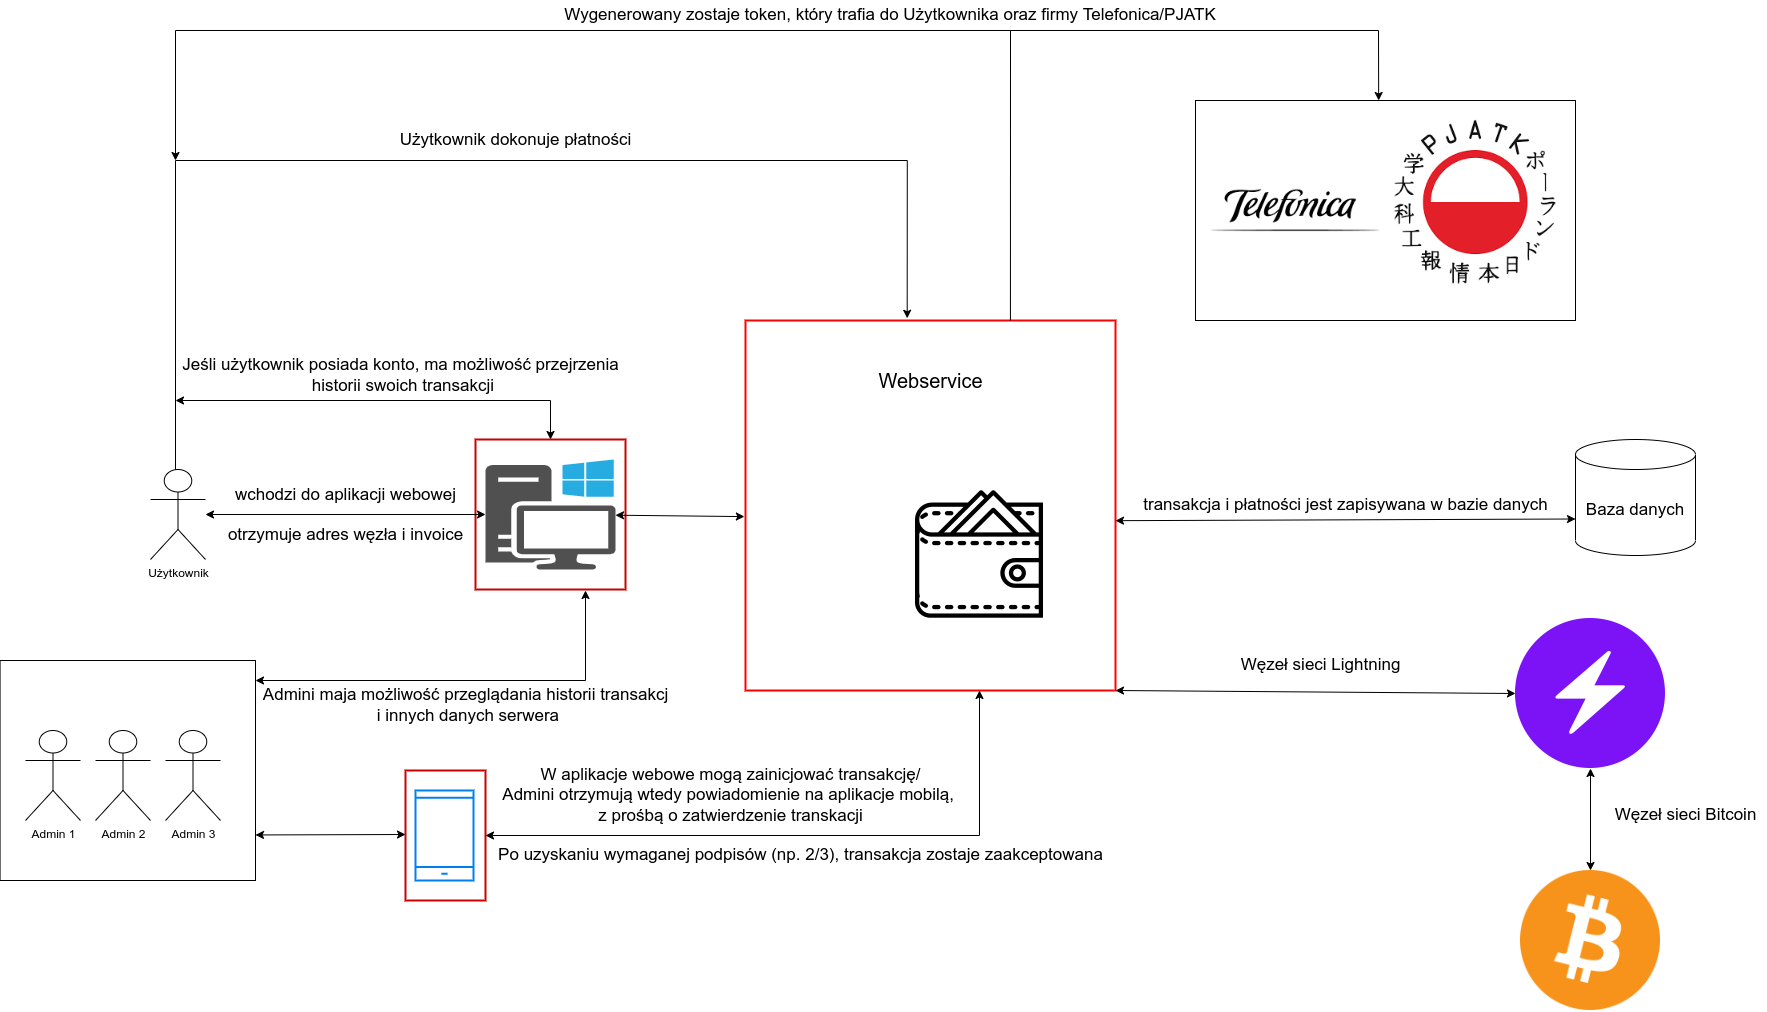 Wygenerowany zostaje token, który trafia do Użytkownika oraz firmy Telefonica/PJATK
Użytkownik dokonuje płatności
PJATK
ポーランド日本情報工科大学
Telefónica
Jeśli użytkownik posiada konto, ma możliwość przejrzenia
historii swoich transakcji
Webservice
wchodzi do aplikacji webowej
otrzymuje adres węzła i invoice
Użytkownik
transakcja i płatności jest zapisywana w bazie danych
Baza danych
Węzeł sieci Lightning
Admini maja możliwość przeglądania historii transakcj
i innych danych serwera
Admin 1
Admin 2
Admin 3
W aplikacje webowe mogą zainicjować transakcję/
Admini otrzymują wtedy powiadomienie na aplikacje mobilą,
z prośbą o zatwierdzenie transkacji
Po uzyskaniu wymaganej podpisów (np. 2/3), transakcja zostaje zaakceptowana
Węzeł sieci Bitcoin